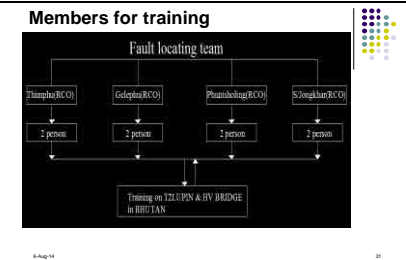 Members for training
Fault locating team
Thimphu(RCO) Gelephu(RCO) Phuntsholing(RCO) S/Jongkhar(RCO)
2 person 2 person 2 person 2 person
Training on T2LUPIN & HV BRIDGE
in BHUTAN
6-Aug-14 31